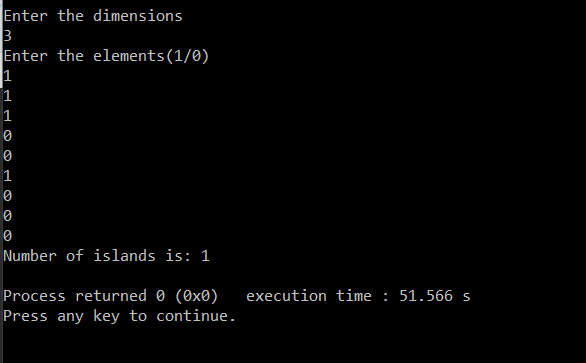 Enter the dimensions
3
Enter the elements(1/0)
1
1
1
0
0
1
0
0
0
Number of islands is: 1
Process returned 0 (0x0)   execution time : 51.566 s
Press any key to continue.